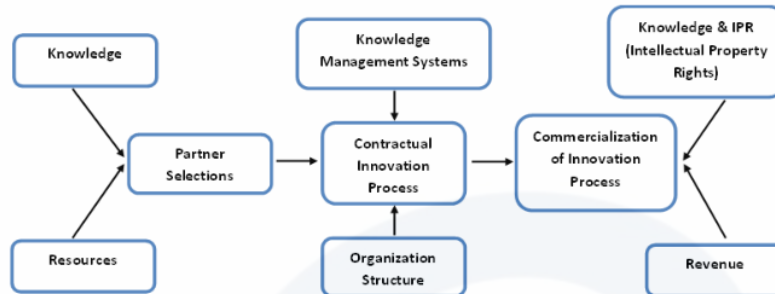 Knowledge
Knowledge
Management Systems
Knowledge & IPR
(Intellectual Property
Rights)
Partner
Selections
Contractual
Innovation
Process
Commercialization
of Innovation
Process
Resources
Organization
Structure
Revenue